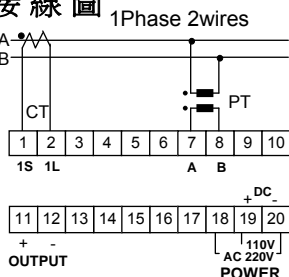 接線圖 1Phase 2wires
A
B
CT
PT
1 2 3 4 5 6 7 8 9 10
1S 1L A B
+ DC -
11 12 13 14 15 16 17 18 19 20
+ - 110V
AC 220V
OUTPUT POWER